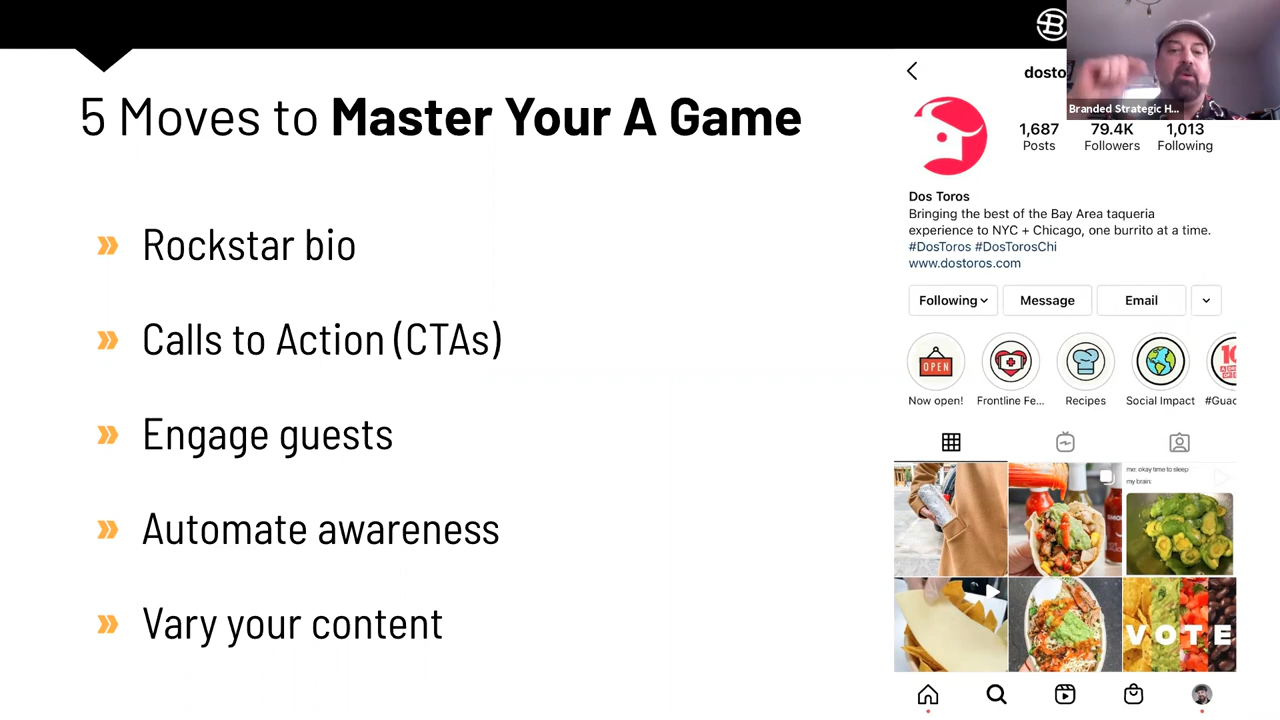 5 Moves to Master Your A Game
Rockstar bio
Calls to Action (CTAs)
Engage guests
Automate awareness
Vary your content
Branded Strategic H...
dosto
1,687 79.4K 1,013
Posts Followers Following
Dos Toros
Bringing the best of the Bay Area taqueria
experience to NYC + Chicago, one burrito at a time.
#DosToros #DosTorosChi
www.dostoros.com
Following Message Email
OPEN
10
Now open! Frontline Fe... Recipes Social Impact #Guac
me: okay time to sleep
my brain:
VOTE